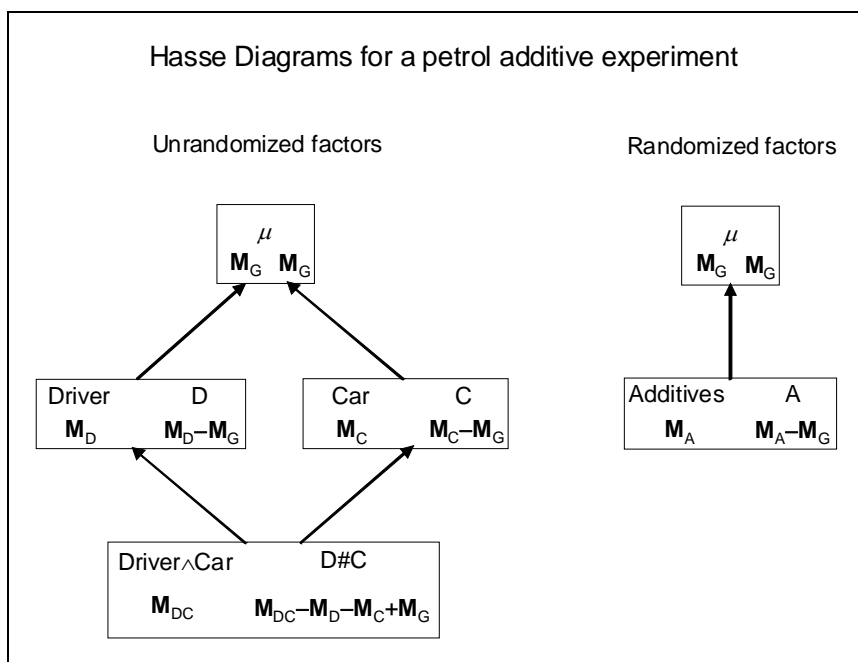 Hasse Diagrams for a petrol additive experiment
Unrandomized factors
Randomized factors
μ
M_G M_G
μ
M_G M_G
Driver D
M_D M_D–M_G
Car C
M_C M_C–M_G
Additives A
M_A M_A–M_G
Driver∧Car D#C
M_DC M_DC–M_D–M_C+M_G